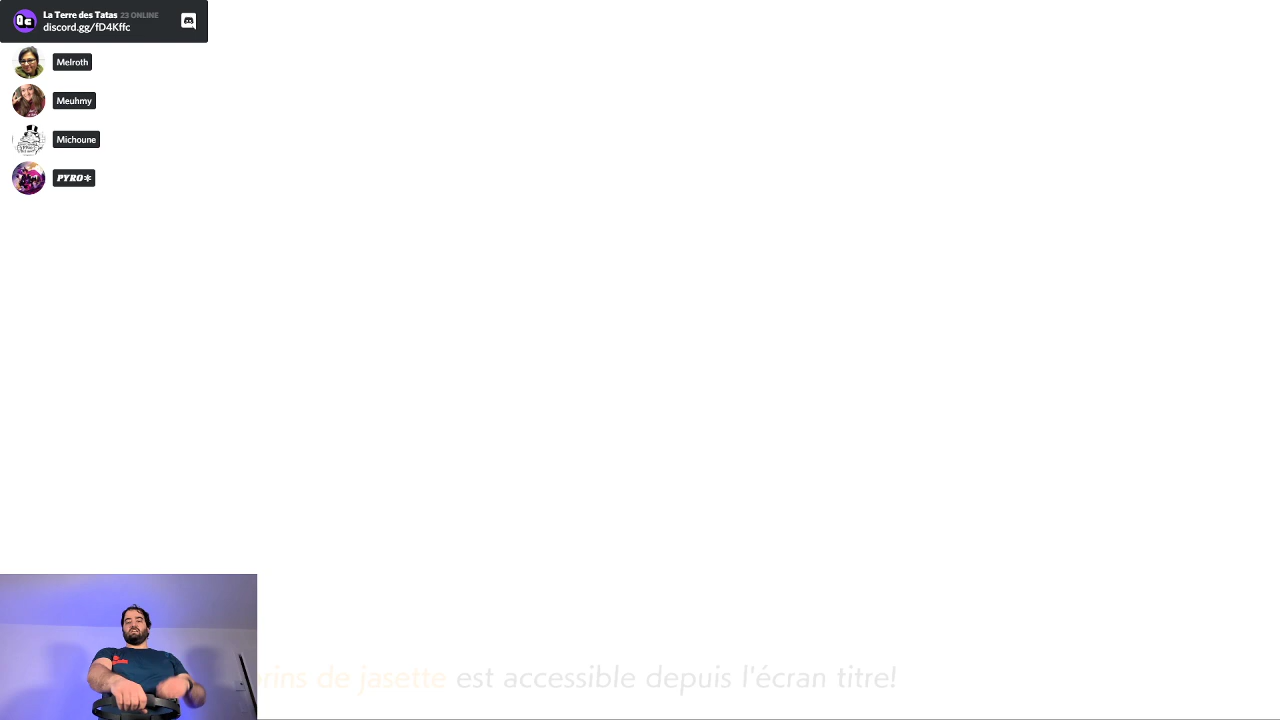 La Terre des Tatas 23 ONLINE
discord.gg/fD4Kffc
Melroth
Meuhmy
Michoune
PYRO
de jasette est accessible depuis l'écran titre!